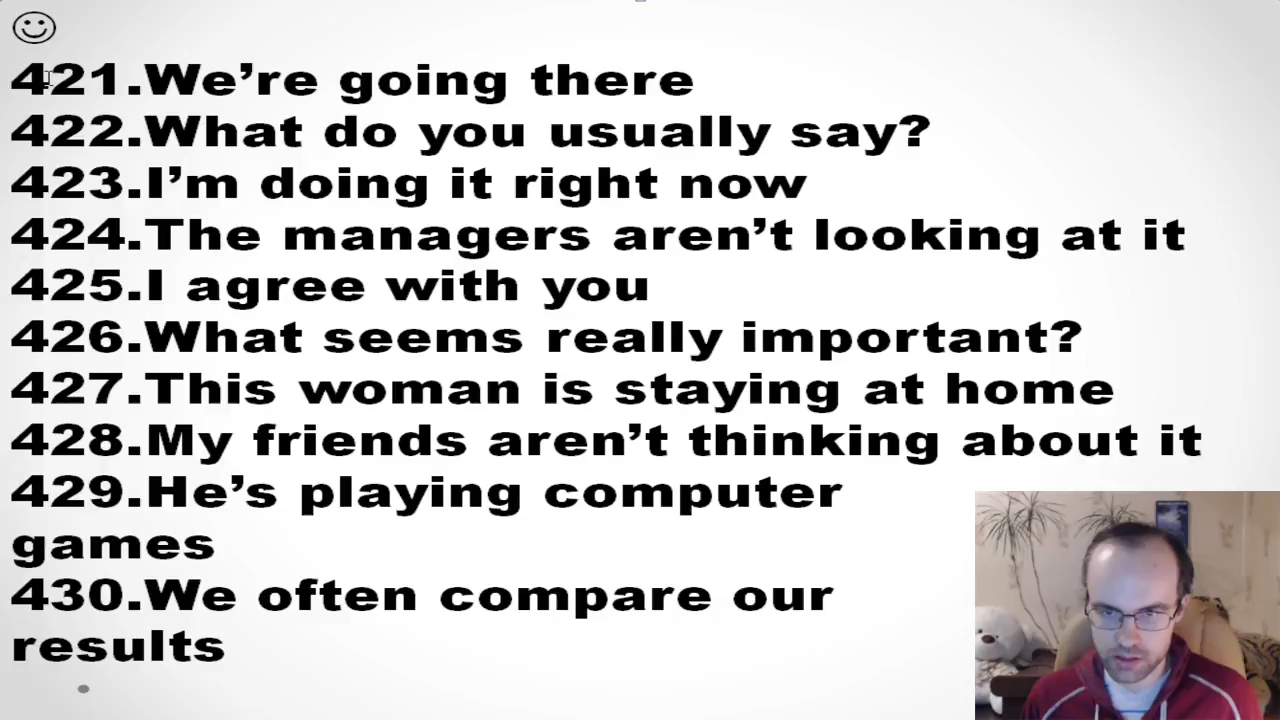 421.We’re going there
422.What do you usually say?
423.I’m doing it right now
424.The managers aren’t looking at it
425.I agree with you
426.What seems really important?
427.This woman is staying at home
428.My friends aren’t thinking about it
429.He’s playing computer
games
430.We often compare our
results